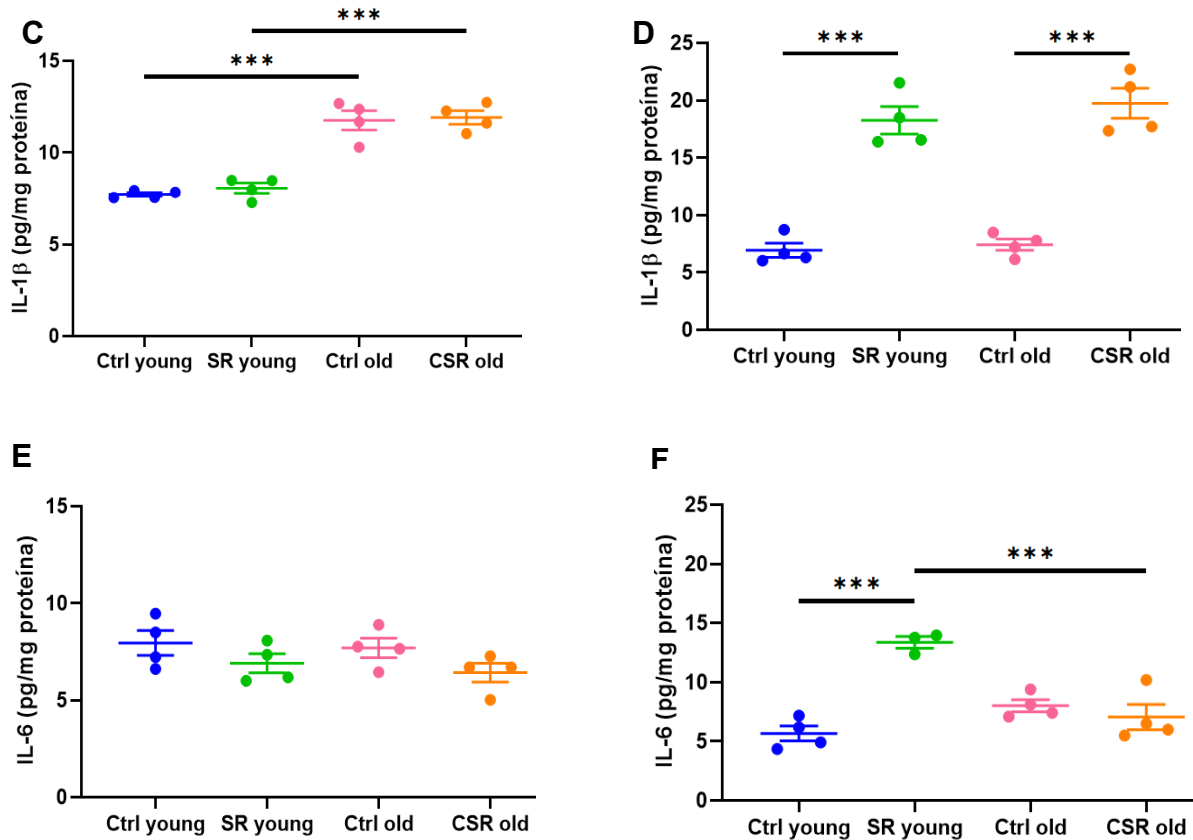 C
***
***
15
10
5
0
IL-1β (pg/mg proteína)
Ctrl young SR young Ctrl old CSR old
D
*** ***
25
20
15
10
5
0
IL-1β (pg/mg proteína)
Ctrl young SR young Ctrl old CSR old
E
15
10
5
0
IL-6 (pg/mg proteína)
Ctrl young SR young Ctrl old CSR old
F
***
***
25
20
15
10
5
0
IL-6 (pg/mg proteína)
Ctrl young SR young Ctrl old CSR old